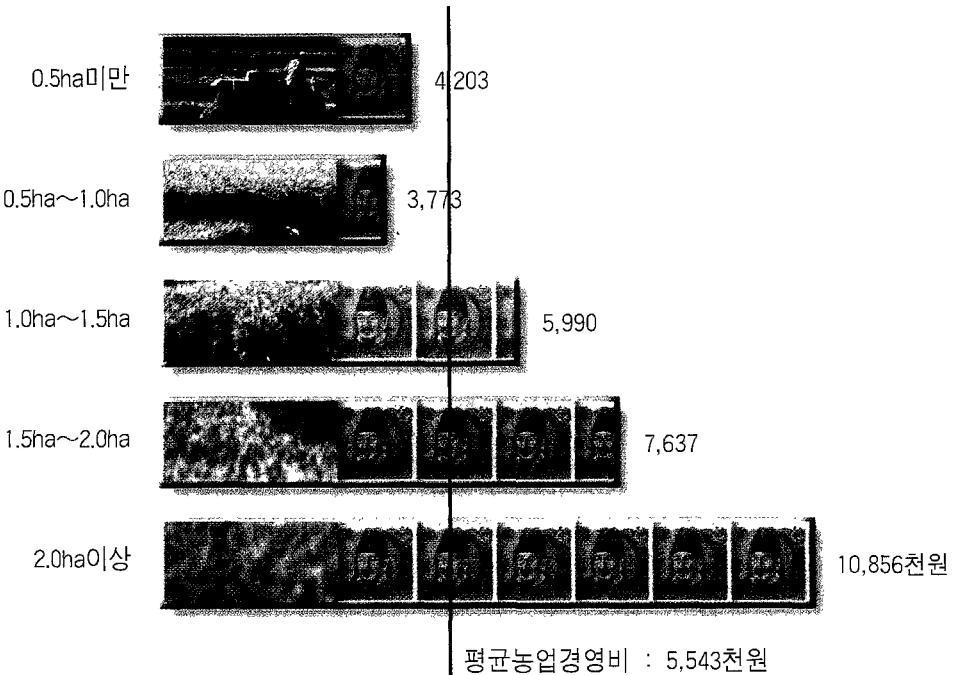 0.5ha미만 4,203
0.5ha～1.0ha 3,773
1.0ha～1.5ha 5,990
1.5ha～2.0ha 7,637
2.0ha이상 10,856천원
평균농업경영비 : 5,543천원